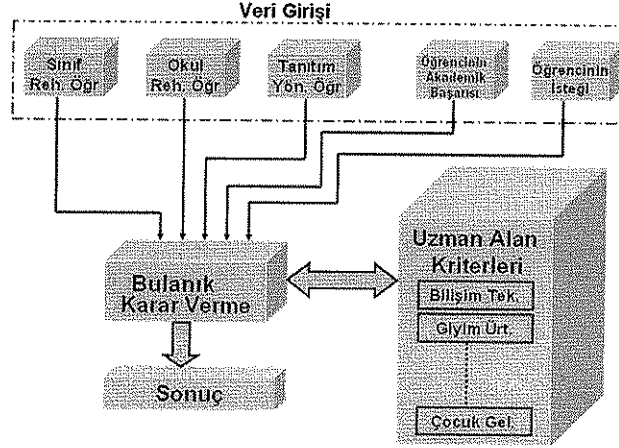 Veri Girişi
Sınıf
Reh. Öğr
Okul
Reh. Öğr
Tanıtım
Yön. Öğr
Öğrencinin
Akademik
Başarısı
Öğrencinin
İsteği
Bulanık
Karar Verme
Sonuç
Uzman Alan
Kriterleri
Bilişim Tek.
Giyim Ürt.
Çocuk Gel.